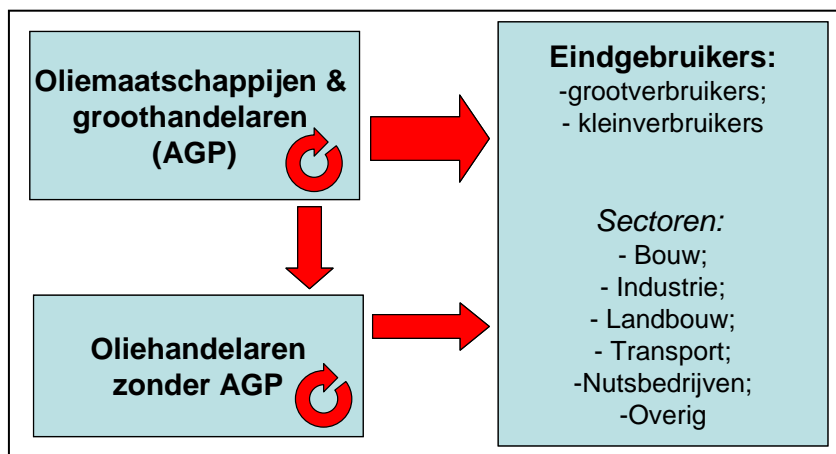 Oliemaatschappijen &
groothandelaren
(AGP)
Oliehandelaren
zonder AGP
Eindgebruikers:
-grootverbruikers;
- kleinverbruikers
Sectoren:
- Bouw;
- Industrie;
- Landbouw;
- Transport;
-Nutsbedrijven;
-Overig